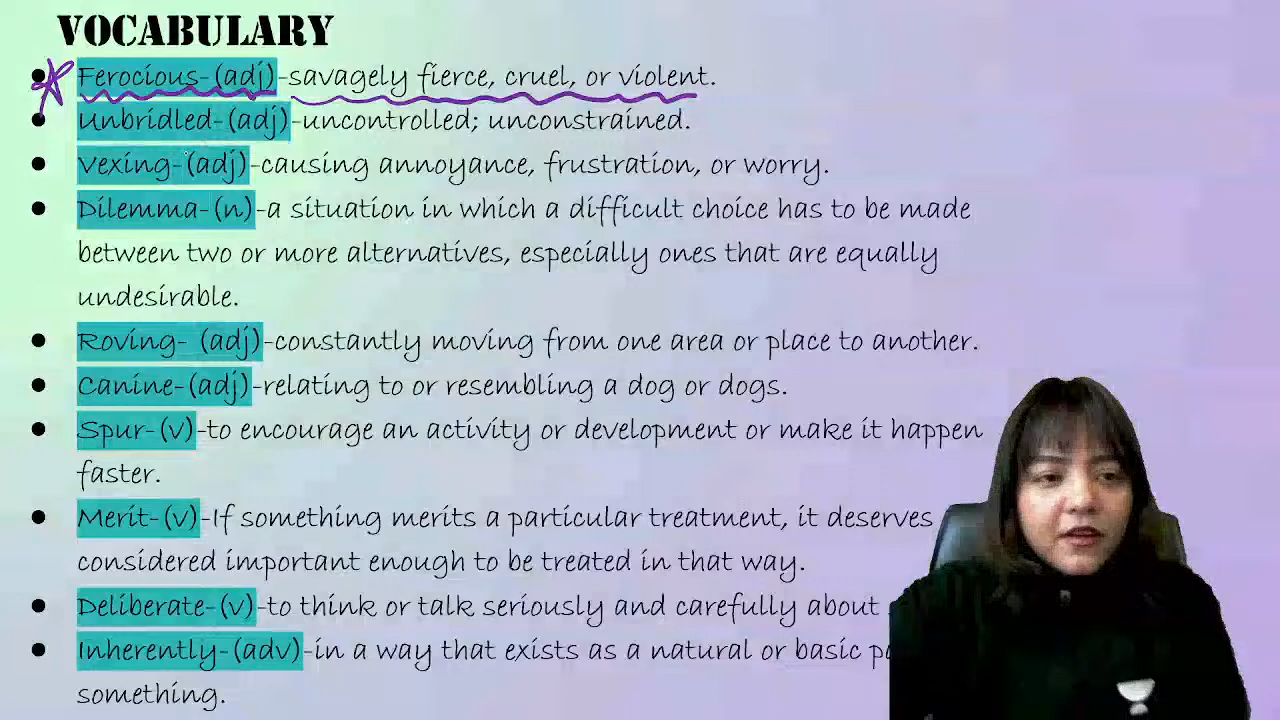 VOCABULARY
Ferocious-(adj)-savagely fierce, cruel, or violent.
Unbridled-(adj)-uncontrolled; unconstrained.
Vexing-(adj)-causing annoyance, frustration, or worry.
Dilemma-(n)-a situation in which a difficult choice has to be made
between two or more alternatives, especially ones that are equally
undesirable.
Roving- (adj)-constantly moving from one area or place to another.
Canine-(adj)-relating to or resembling a dog or dogs.
Spur-(v)-to encourage an activity or development or make it happen
faster.
Merit-(v)-If something merits a particular treatment, it deserves
considered important enough to be treated in that way.
Deliberate-(v)-to think or talk seriously and carefully about
Inherently-(adv)-in a way that exists as a natural or basic
something.